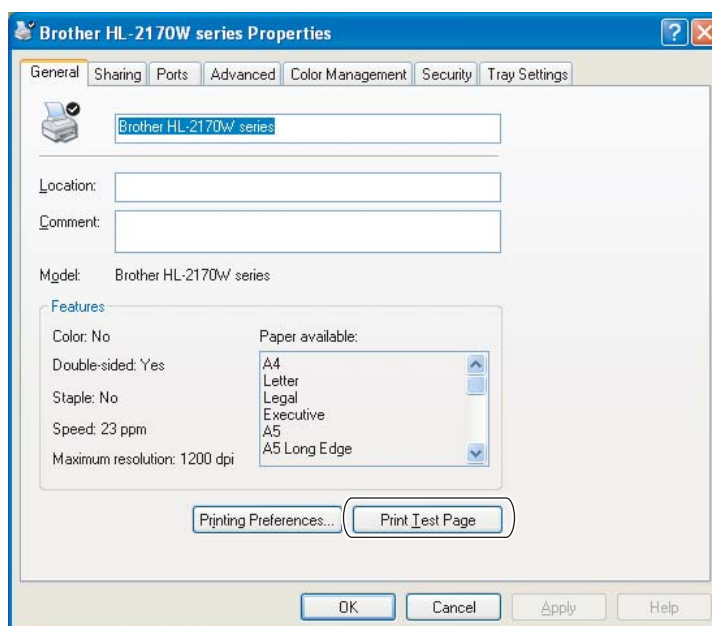 Brother HL-2170W series Properties
General Sharing Ports Advanced Color Management Security Tray Settings
Brother HL-2170W series
Location:
Comment:
Model: Brother HL-2170W series
Features
Color: No Paper available:
Double-sided: Yes
Staple: No
Speed: 23 ppm
Maximum resolution: 1200 dpi
A4
Letter
Legal
Executive
A5
A5 Long Edge
Printing Preferences... Print Test Page
OK Cancel Apply Help